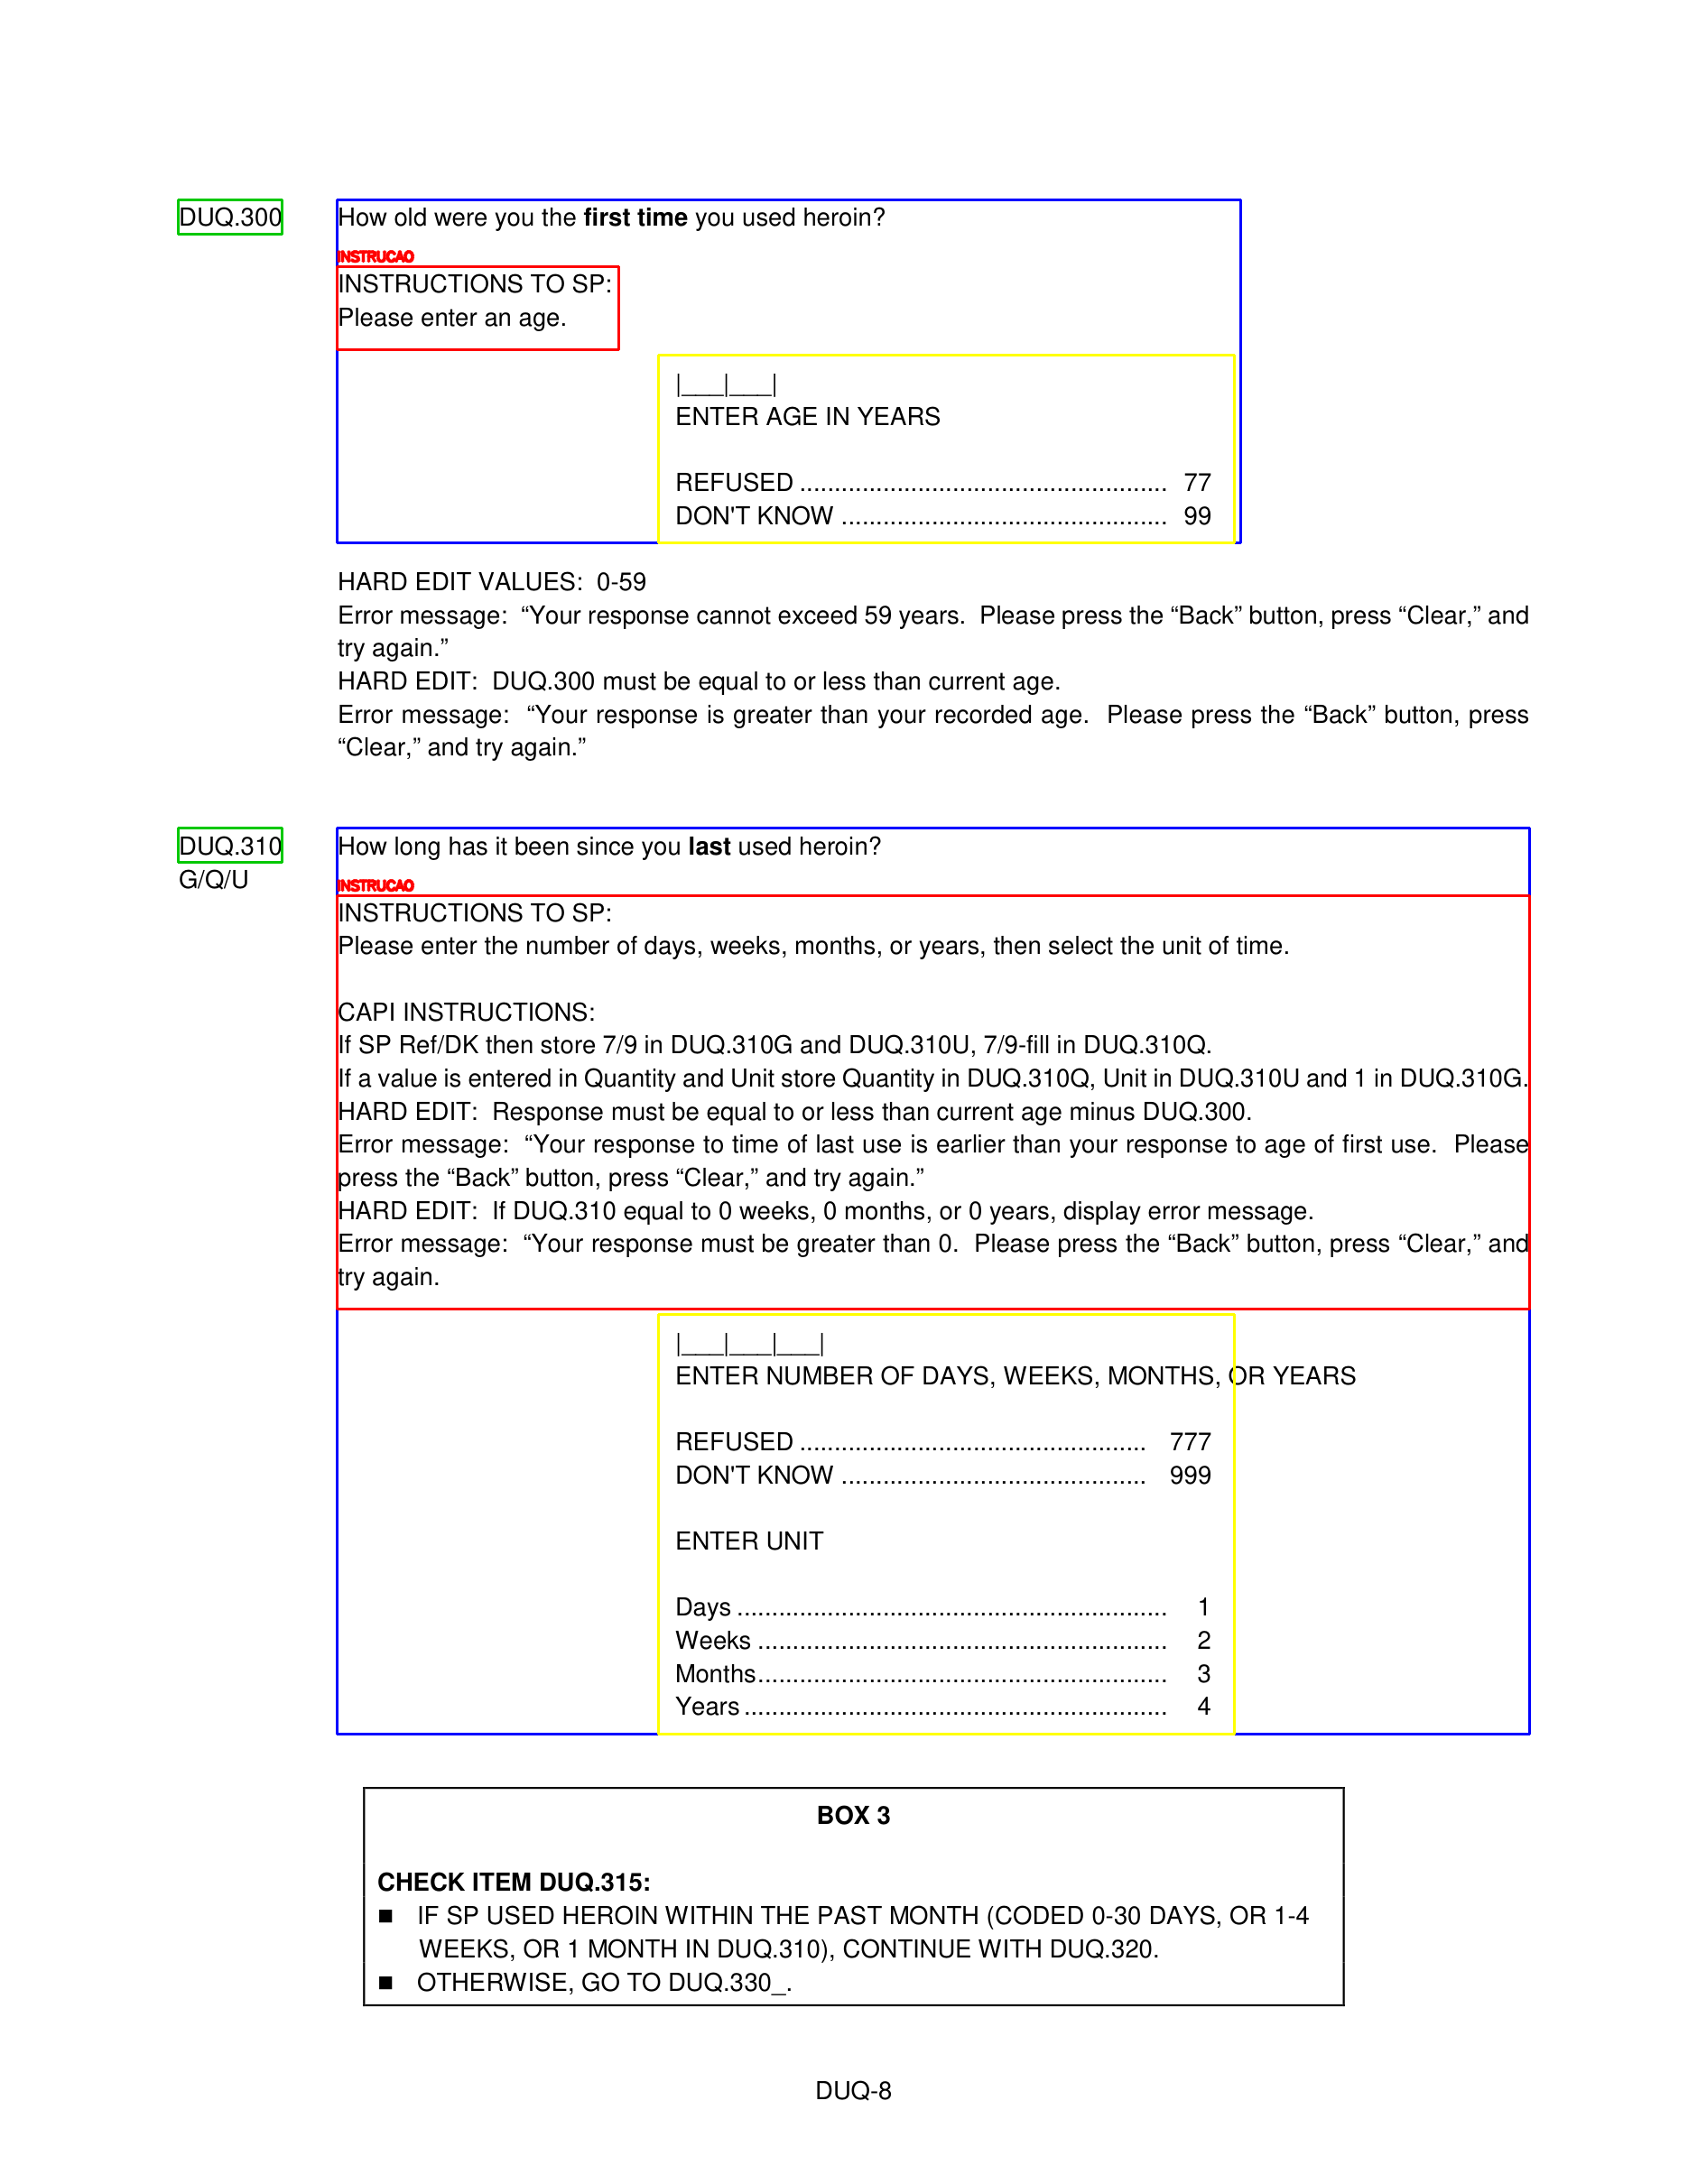 DUQ.300 How old were you the first time you used heroin?
INSTRUCAO
INSTRUCTIONS TO SP:
Please enter an age.
|___|___|
ENTER AGE IN YEARS
REFUSED ..................................................... 77
DON'T KNOW ............................................... 99
HARD EDIT VALUES: 0-59
Error message: “Your response cannot exceed 59 years. Please press the “Back” button, press “Clear,” and
try again.”
HARD EDIT: DUQ.300 must be equal to or less than current age.
Error message: “Your response is greater than your recorded age. Please press the “Back” button, press
“Clear,” and try again.”
DUQ.310 How long has it been since you last used heroin?
G/Q/U
INSTRUCAO
INSTRUCTIONS TO SP:
Please enter the number of days, weeks, months, or years, then select the unit of time.
CAPI INSTRUCTIONS:
If SP Ref/DK then store 7/9 in DUQ.310G and DUQ.310U, 7/9-fill in DUQ.310Q.
If a value is entered in Quantity and Unit store Quantity in DUQ.310Q, Unit in DUQ.310U and 1 in DUQ.310G.
HARD EDIT: Response must be equal to or less than current age minus DUQ.300.
Error message: “Your response to time of last use is earlier than your response to age of first use. Please
press the “Back” button, press “Clear,” and try again.”
HARD EDIT: If DUQ.310 equal to 0 weeks, 0 months, or 0 years, display error message.
Error message: “Your response must be greater than 0. Please press the “Back” button, press “Clear,” and
try again.
|___|___|___|
ENTER NUMBER OF DAYS, WEEKS, MONTHS, OR YEARS
REFUSED .................................................. 777
DON'T KNOW ............................................ 999
ENTER UNIT
Days .............................................................. 1
Weeks ........................................................... 2
Months........................................................... 3
Years ............................................................. 4
BOX 3
CHECK ITEM DUQ.315:
■ IF SP USED HEROIN WITHIN THE PAST MONTH (CODED 0-30 DAYS, OR 1-4
WEEKS, OR 1 MONTH IN DUQ.310), CONTINUE WITH DUQ.320.
■ OTHERWISE, GO TO DUQ.330_.
DUQ-8